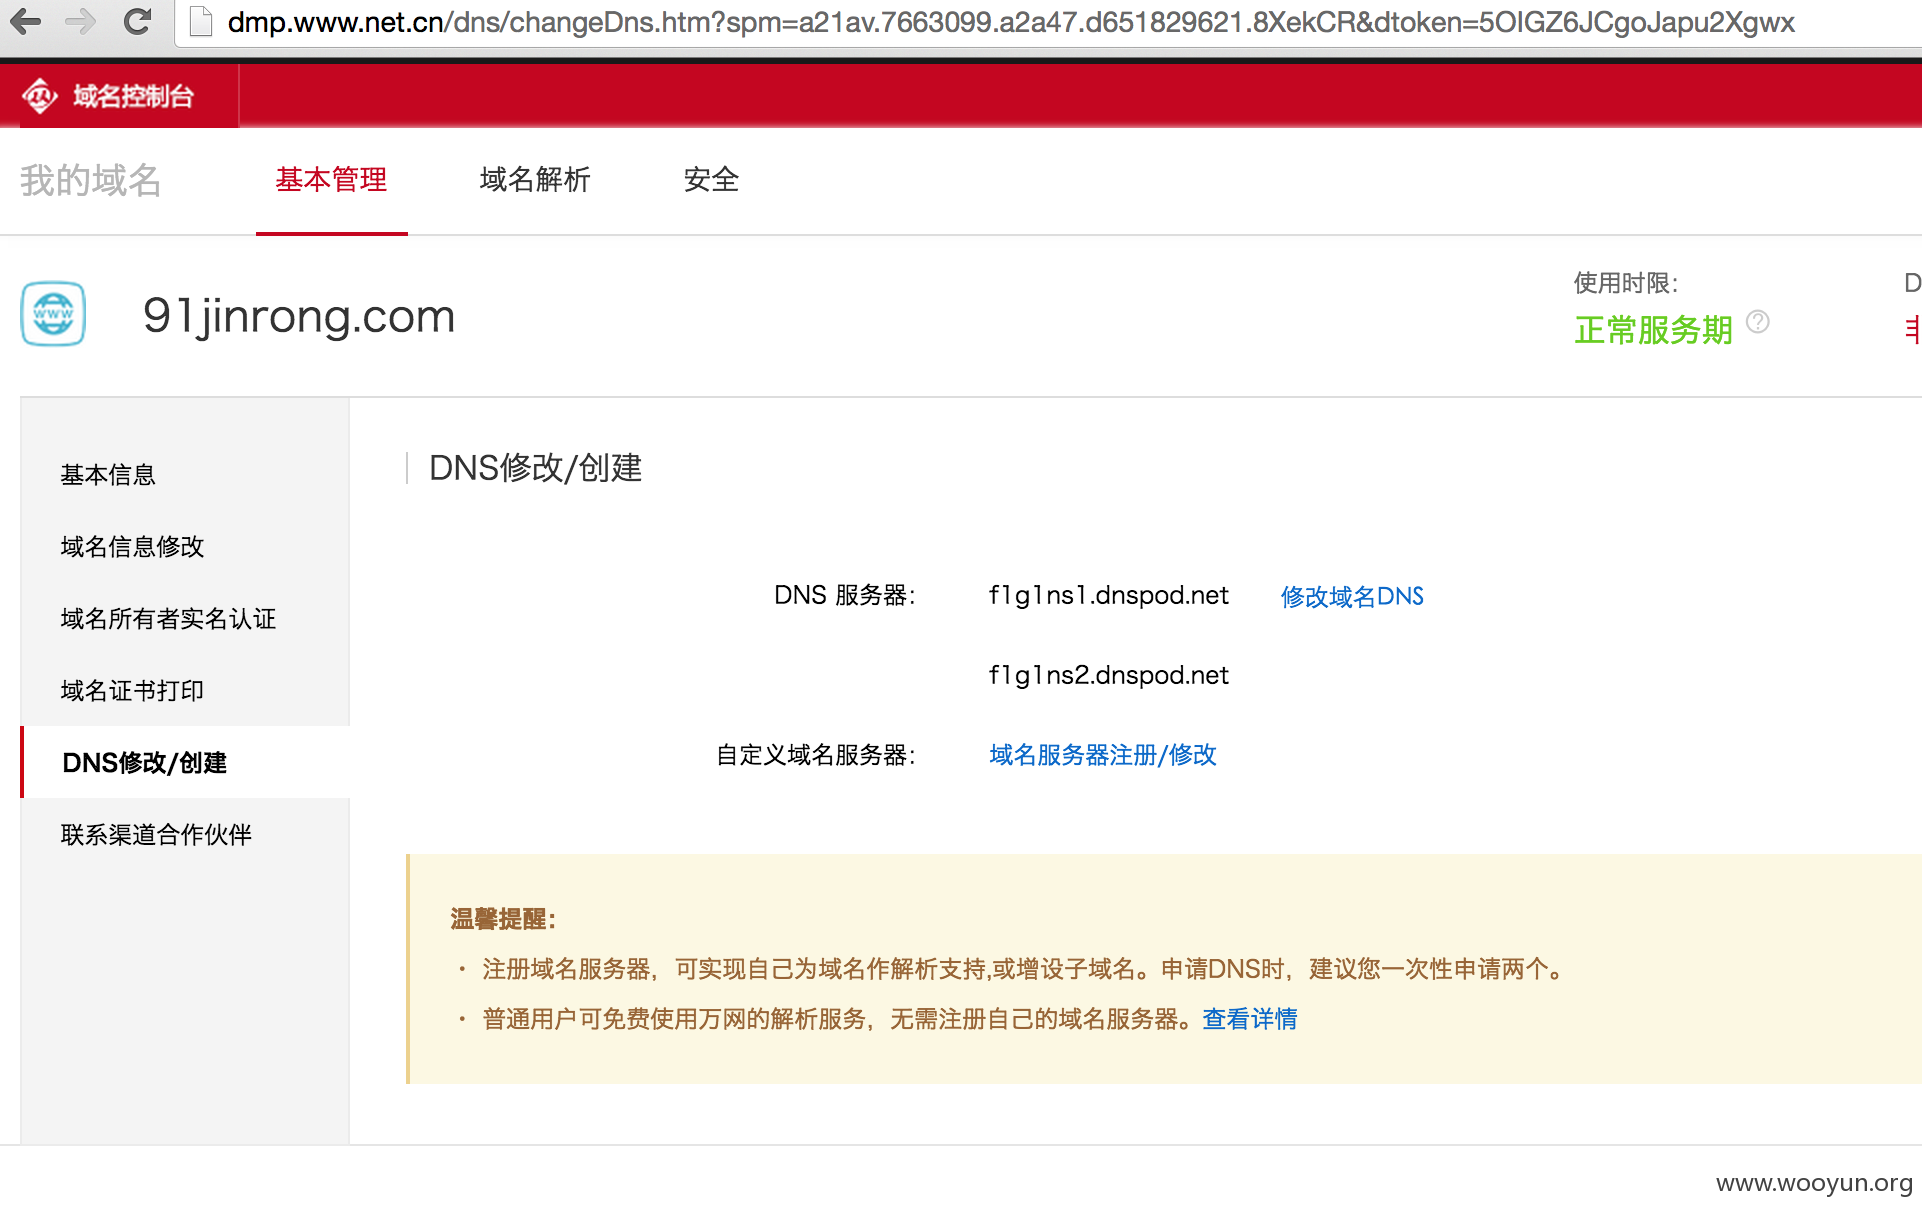 dmp.www.net.cn/dns/changeDns.htm?spm=a21av.7663099.a2a47.d651829621.8XekCR&dtoken=5OIGZ6JCgoJapu2Xgwx
域名控制台
我的域名 基本管理 域名解析 安全
使用时限: D
www 91jinrong.com
正常服务期 ?
基本信息
域名信息修改
域名所有者实名认证
域名证书打印
DNS修改/创建
联系渠道合作伙伴
DNS修改/创建
DNS 服务器: f1g1ns1.dnspod.net 修改域名DNS
f1g1ns2.dnspod.net
自定义域名服务器: 域名服务器注册/修改
温馨提醒:
· 注册域名服务器，可实现自己为域名作解析支持,或增设子域名。申请DNS时，建议您一次性申请两个。
· 普通用户可免费使用万网的解析服务，无需注册自己的域名服务器。查看详情
www.wooyun.org